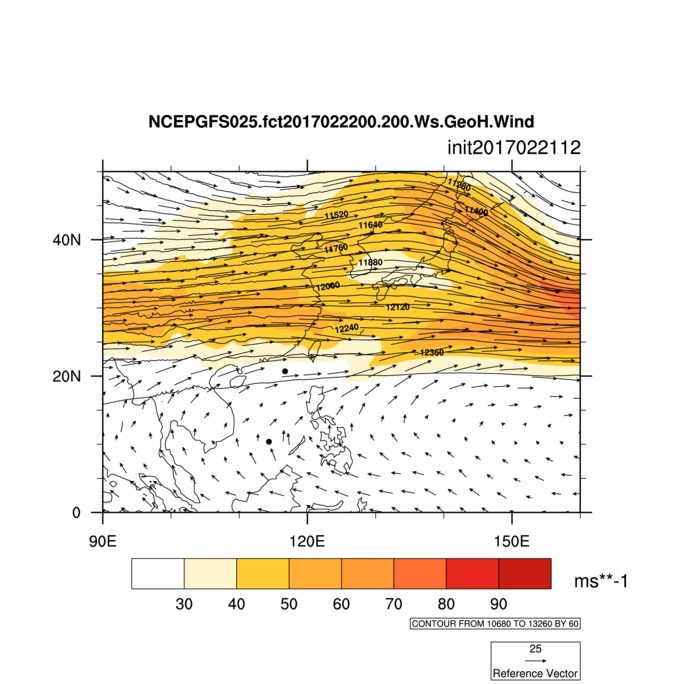 NCEPGFS025.fct2017022200.200.Ws.GeoH.Wind
init2017022112
11280
11400
11520
11640
11760
11880
12000
12120
12240
12360
40N
20N
0
90E 120E 150E
30 40 50 60 70 80 90
ms**-1
CONTOUR FROM 10680 TO 13260 BY 60
25
Reference Vector